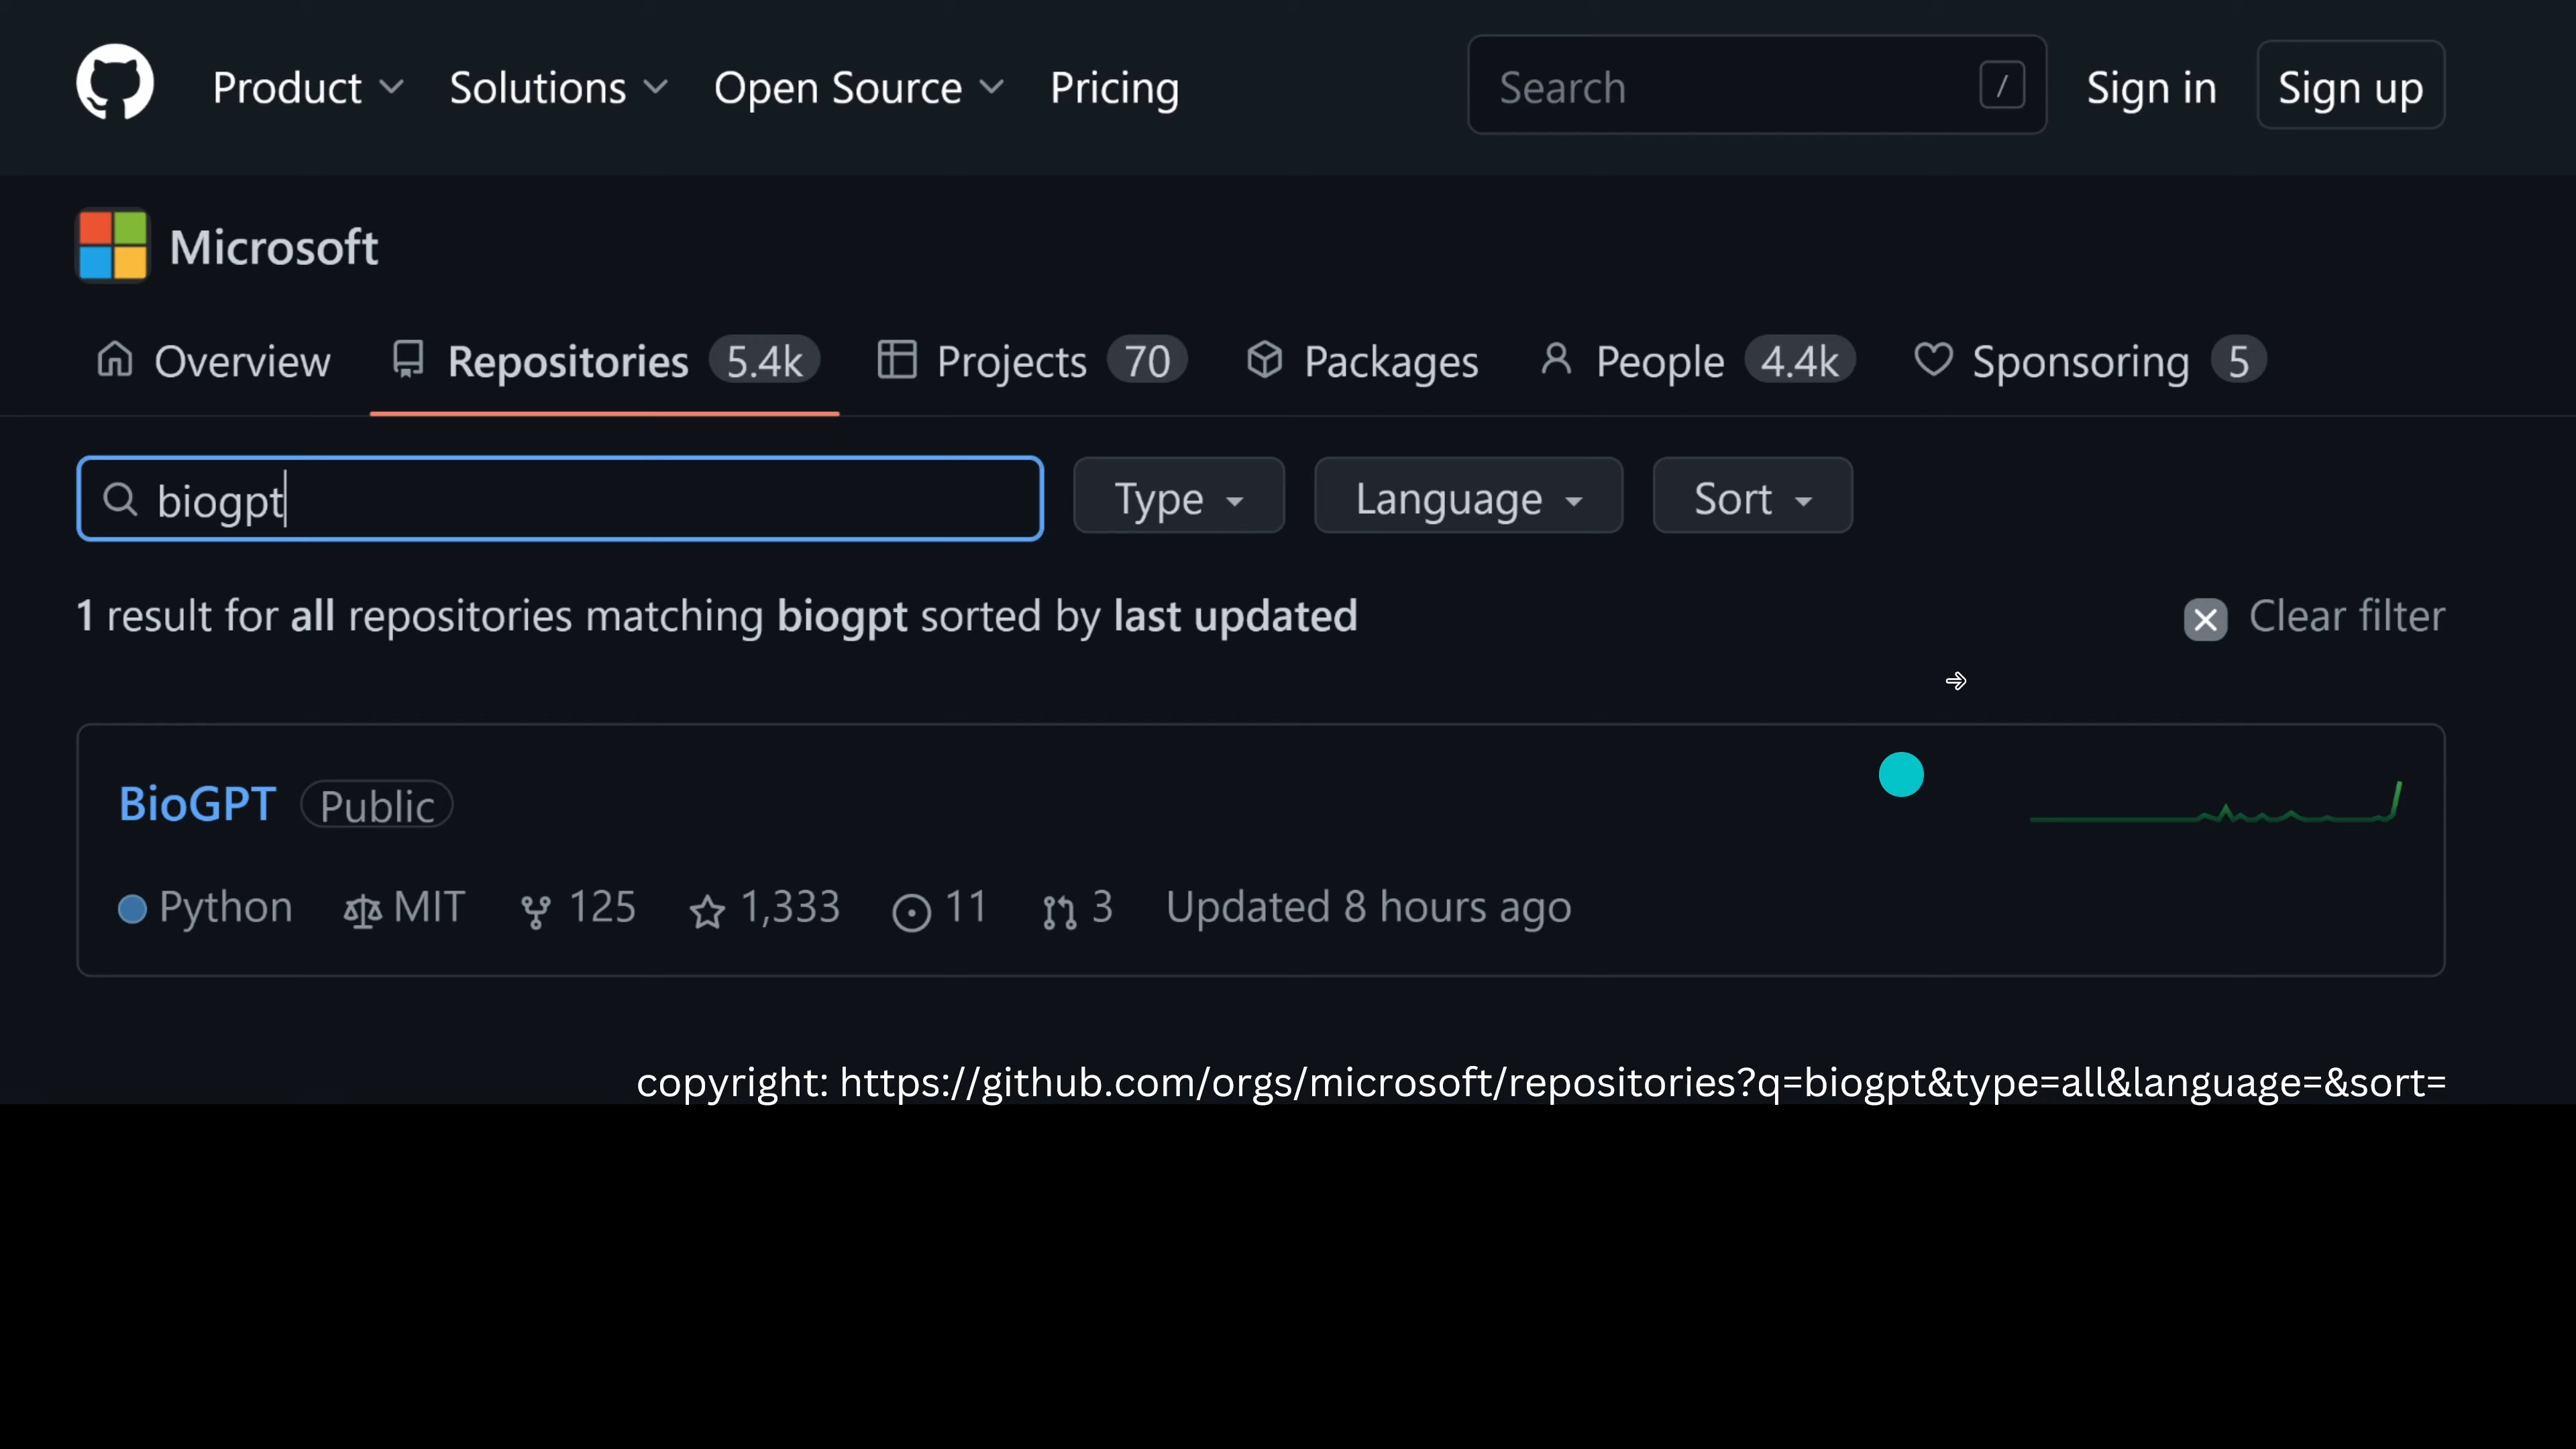 Product Solutions Open Source Pricing Search / Sign in Sign up
Microsoft
Overview Repositories 5.4k Projects 70 Packages People 4.4k Sponsoring 5
biogpt Type Language Sort
1 result for all repositories matching biogpt sorted by last updated Clear filter
BioGPT Public
Python MIT 125 1,333 11 3 Updated 8 hours ago
copyright: https://github.com/orgs/microsoft/repositories?q=biogpt&type=all&language=&sort=